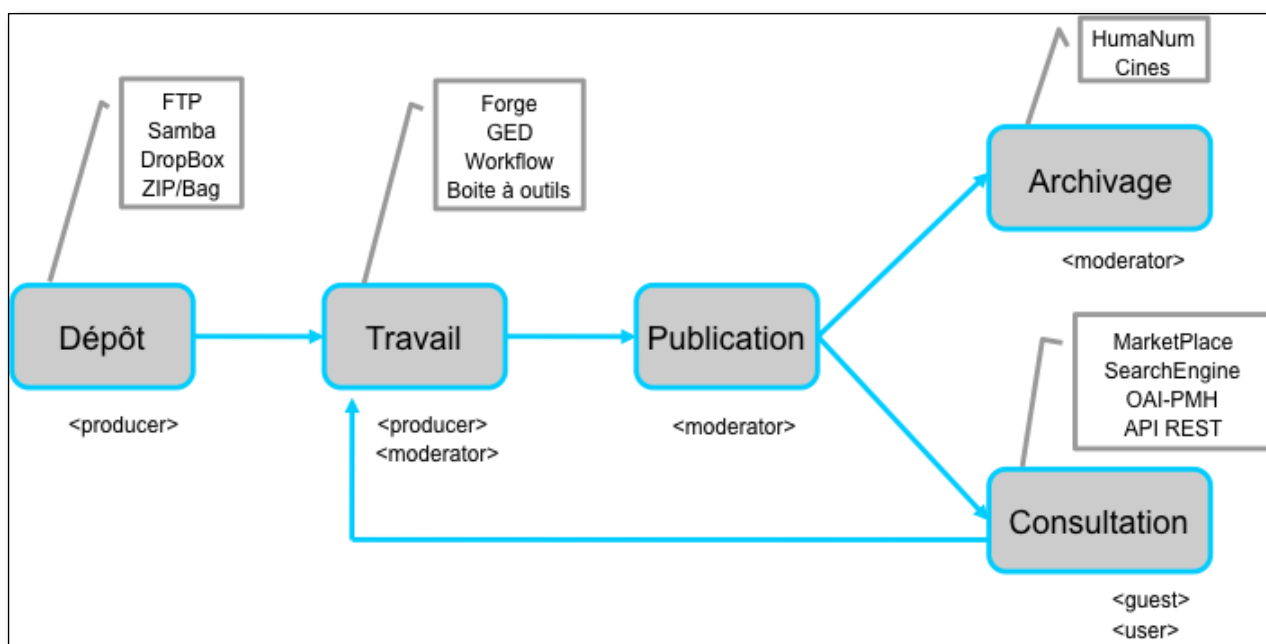 HumaNum
Cines
FTP
Samba
DropBox
ZIP/Bag
Forge
GED
Workflow
Boite à outils
Archivage
<moderator>
Dépôt
<producer>
Travail
<producer>
<moderator>
Publication
<moderator>
MarketPlace
SearchEngine
OAI-PMH
API REST
Consultation
<guest>
<user>